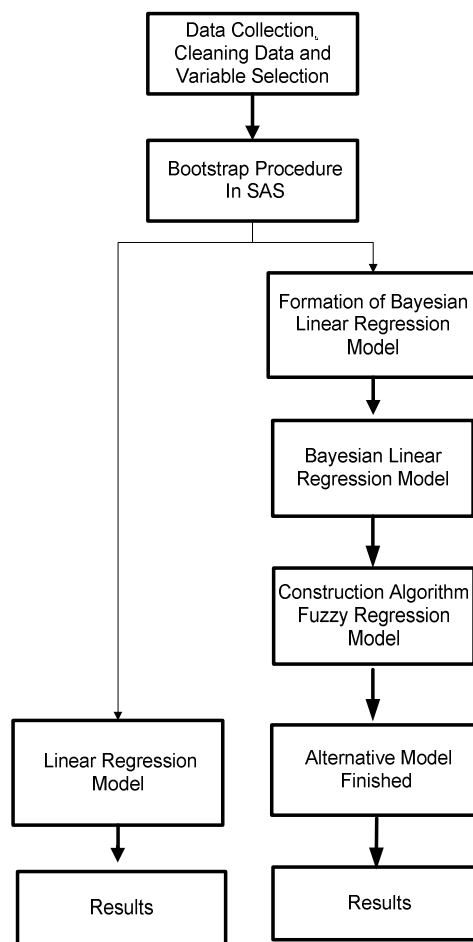 Data Collection,
Cleaning Data and
Variable Selection
Bootstrap Procedure
In SAS
Formation of Bayesian
Linear Regression
Model
Bayesian Linear
Regression Model
Construction Algorithm
Fuzzy Regression
Model
Linear Regression
Model
Alternative Model
Finished
Results
Results